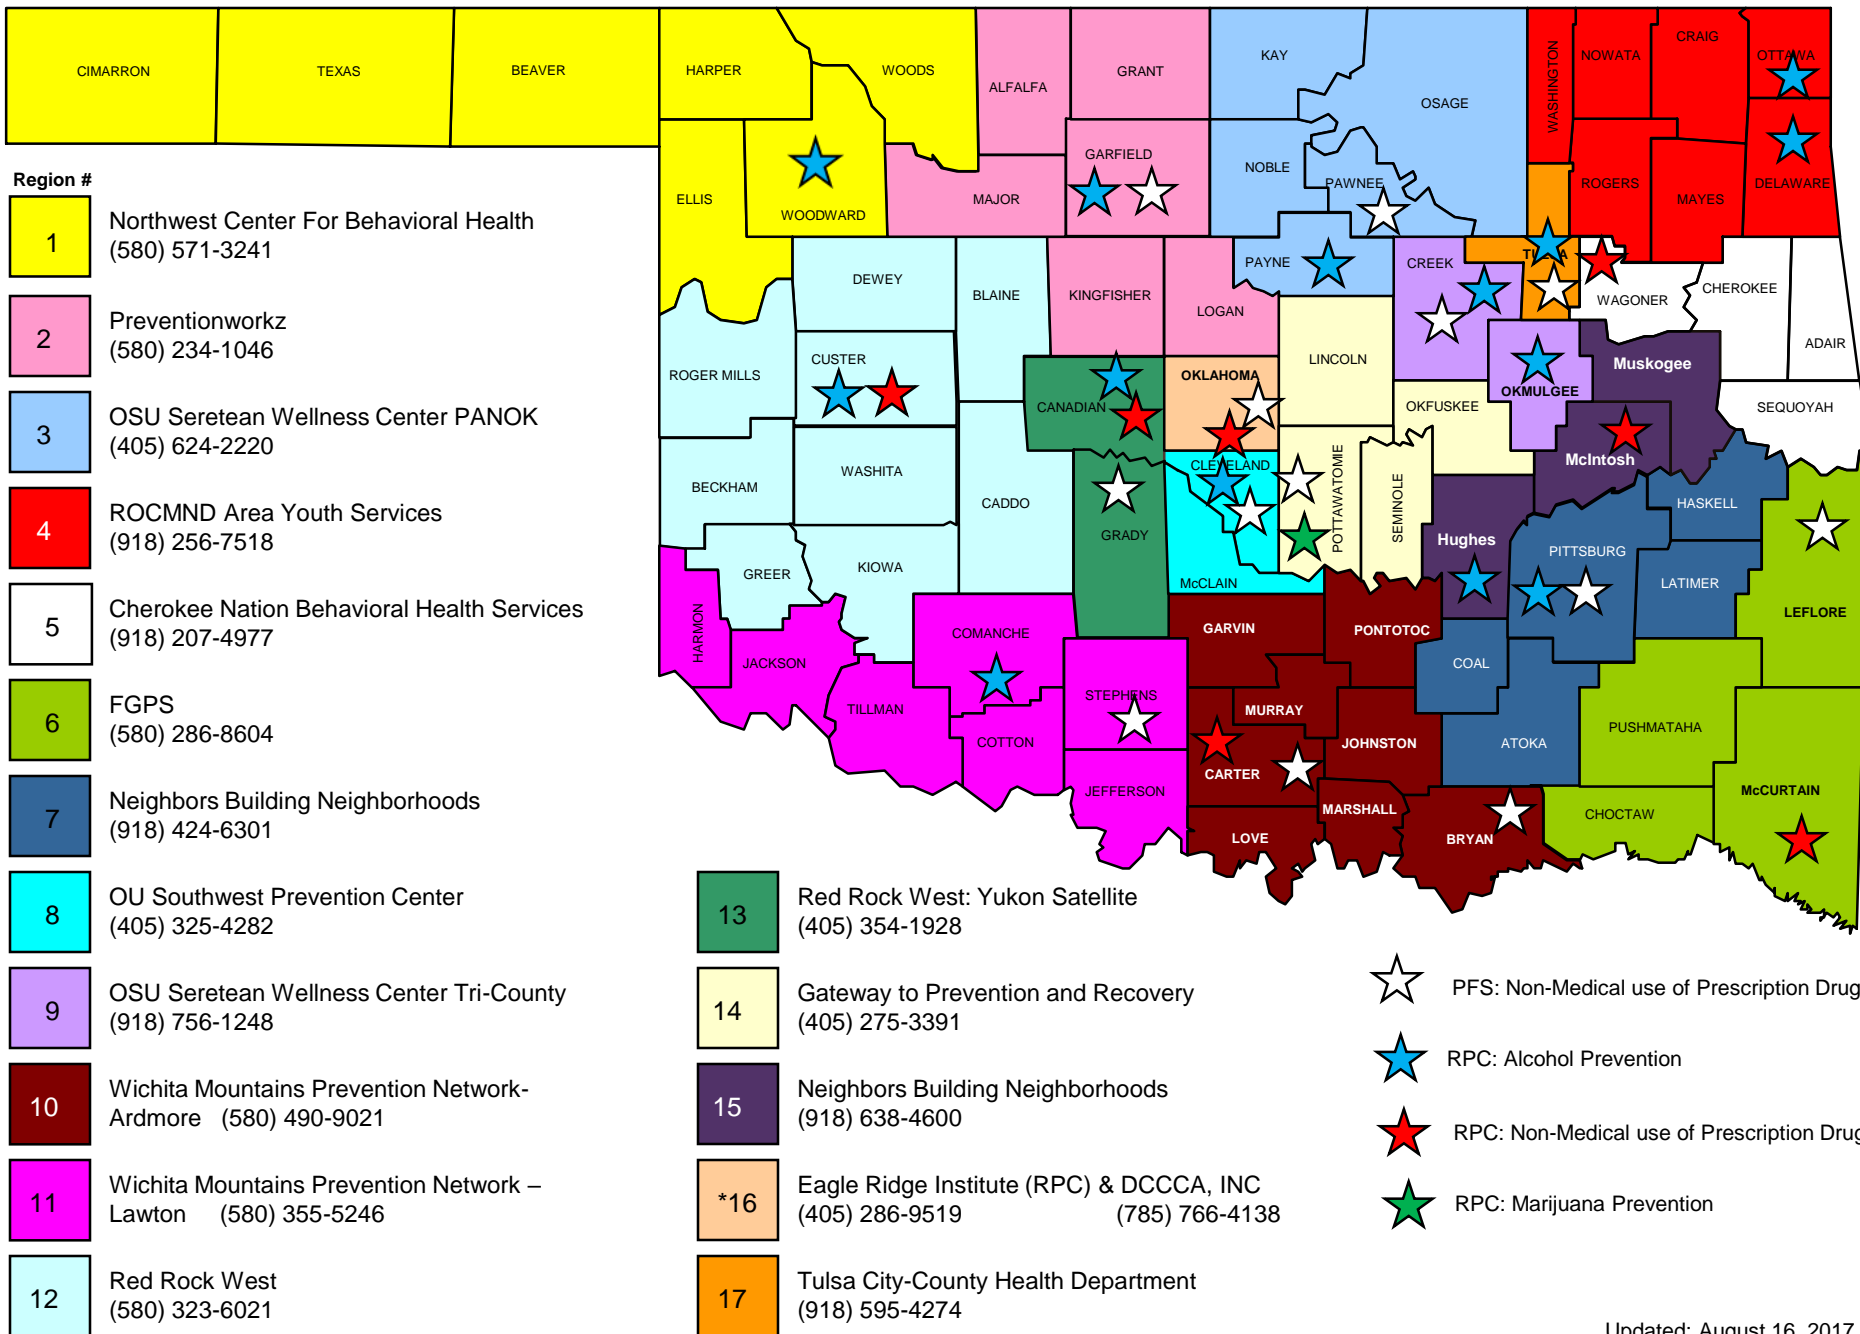 CIMARRON
TEXAS
BEAVER
HARPER
WOODS
ALFALFA
GRANT
KAY
OSAGE
WASHINGTON
NOWATA
CRAIG
OTTAWA
ELLIS
WOODWARD
MAJOR
GARFIELD
NOBLE
PAWNEE
ROGERS
MAYES
DELAWARE
DEWEY
BLAINE
KINGFISHER
LOGAN
PAYNE
CREEK
TULSA
WAGONER
CHEROKEE
ADAIR
ROGER MILLS
CUSTER
CANADIAN
OKLAHOMA
LINCOLN
OKFUSKEE
OKMULGEE
Muskogee
SEQUOYAH
BECKHAM
WASHITA
CADDO
GRADY
CLEVELAND
POTTAWATOMIE
SEMINOLE
Hughes
McIntosh
HASKELL
PITTSBURG
LATIMER
LEFLORE
HARMON
GREER
KIOWA
McCLAIN
JACKSON
COMANCHE
GARVIN
PONTOTOC
COAL
TILLMAN
STEPHENS
MURRAY
COTTON
CARTER
JOHNSTON
ATOKA
PUSHMATAHA
JEFFERSON
MARSHALL
LOVE
BRYAN
CHOCTAW
McCURTAIN
Region #
1
Northwest Center For Behavioral Health
(580) 571-3241
2
Preventionworkz
(580) 234-1046
3
OSU Seretean Wellness Center PANOK
(405) 624-2220
4
ROCMND Area Youth Services
(918) 256-7518
5
Cherokee Nation Behavioral Health Services
(918) 207-4977
6
FGPS
(580) 286-8604
7
Neighbors Building Neighborhoods
(918) 424-6301
8
OU Southwest Prevention Center
(405) 325-4282
9
OSU Seretean Wellness Center Tri-County
(918) 756-1248
10
Wichita Mountains Prevention Network-
Ardmore (580) 490-9021
11
Wichita Mountains Prevention Network –
Lawton (580) 355-5246
12
Red Rock West
(580) 323-6021
13
Red Rock West: Yukon Satellite
(405) 354-1928
14
Gateway to Prevention and Recovery
(405) 275-3391
15
Neighbors Building Neighborhoods
(918) 638-4600
*16
Eagle Ridge Institute (RPC) & DCCCA, INC
(405) 286-9519 (785) 766-4138
17
Tulsa City-County Health Department
(918) 595-4274
PFS: Non-Medical use of Prescription Drug
RPC: Alcohol Prevention
RPC: Non-Medical use of Prescription Drug
RPC: Marijuana Prevention
Updated: August 16, 2017